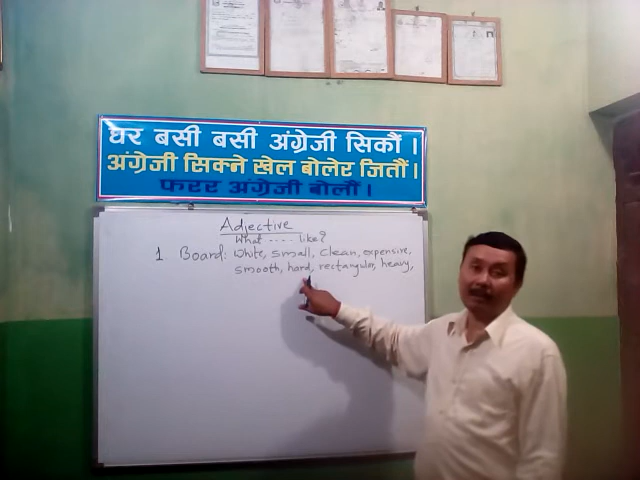 घर बसी बसी अंग्रेजी सिकौं ।
अंग्रेजी सिक्ने खेल बोलेर जितौं ।
फरर अंग्रेजी बोलौं ।
Adjective
What .... like?
1 Board: White, small, clean, expensive,
smooth, hard, rectangular, heavy,